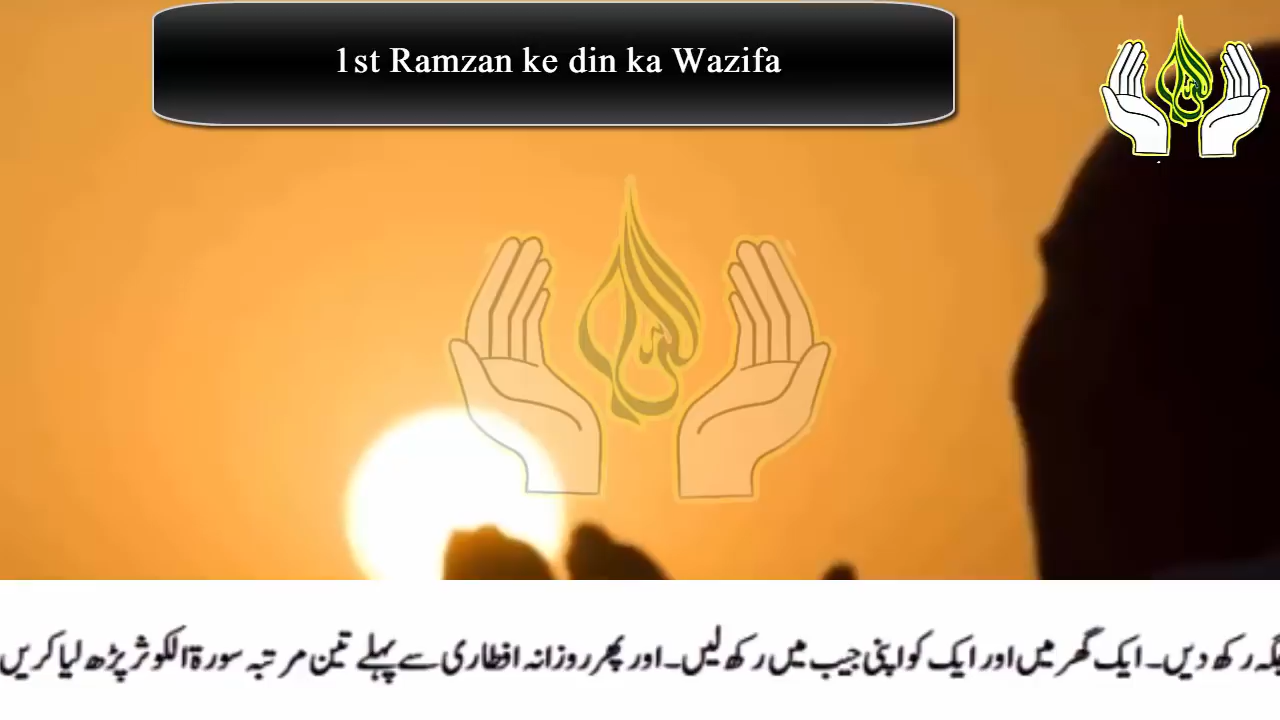 1st Ramzan ke din ka Wazifa
رکھ دیں۔ ایک گھر میں اور ایک کو اپنی جیب میں رکھ لیں۔ اور پھر روزانہ افطاری سے پہلے تین مرتبہ سورۃ الکوثر پڑھ لیا کریں